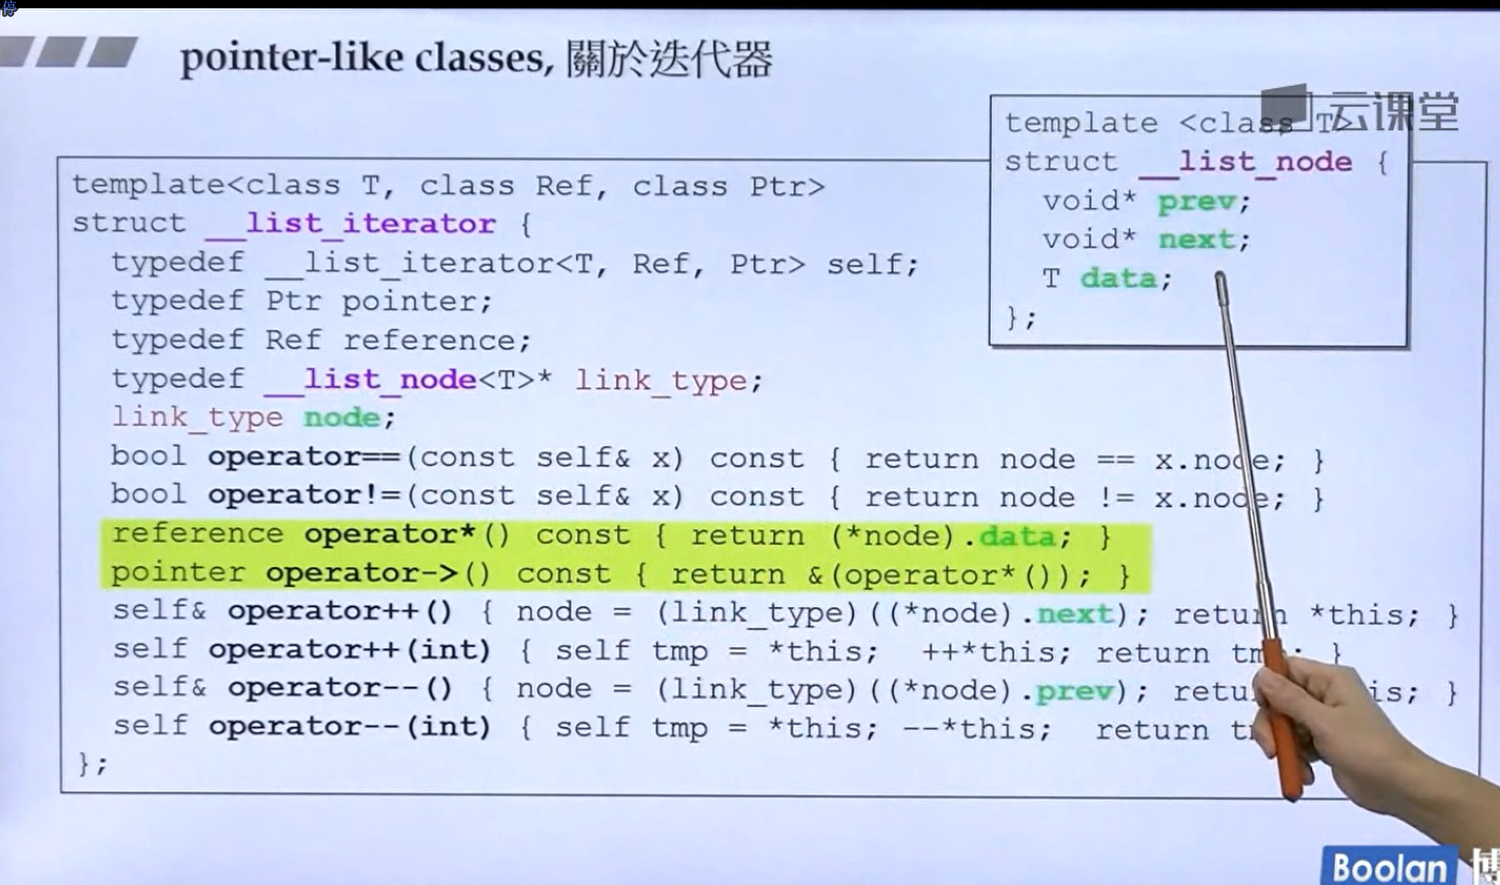 停
pointer-like classes, 關於迭代器
云课堂
template <class T>
struct __list_node {
void* prev;
void* next;
T data;
};
template<class T, class Ref, class Ptr>
struct __list_iterator {
typedef __list_iterator<T, Ref, Ptr> self;
typedef Ptr pointer;
typedef Ref reference;
typedef __list_node<T>* link_type;
link_type node;
bool operator==(const self& x) const { return node == x.node; }
bool operator!=(const self& x) const { return node != x.node; }
reference operator*() const { return (*node).data; }
pointer operator->() const { return &(operator*()); }
self& operator++() { node = (link_type)((*node).next); return *this; }
self operator++(int) { self tmp = *this; ++*this; return tmp; }
self& operator--() { node = (link_type)((*node).prev); is; }
self operator--(int) { self tmp = *this; --*this; return
};
Boolan 博